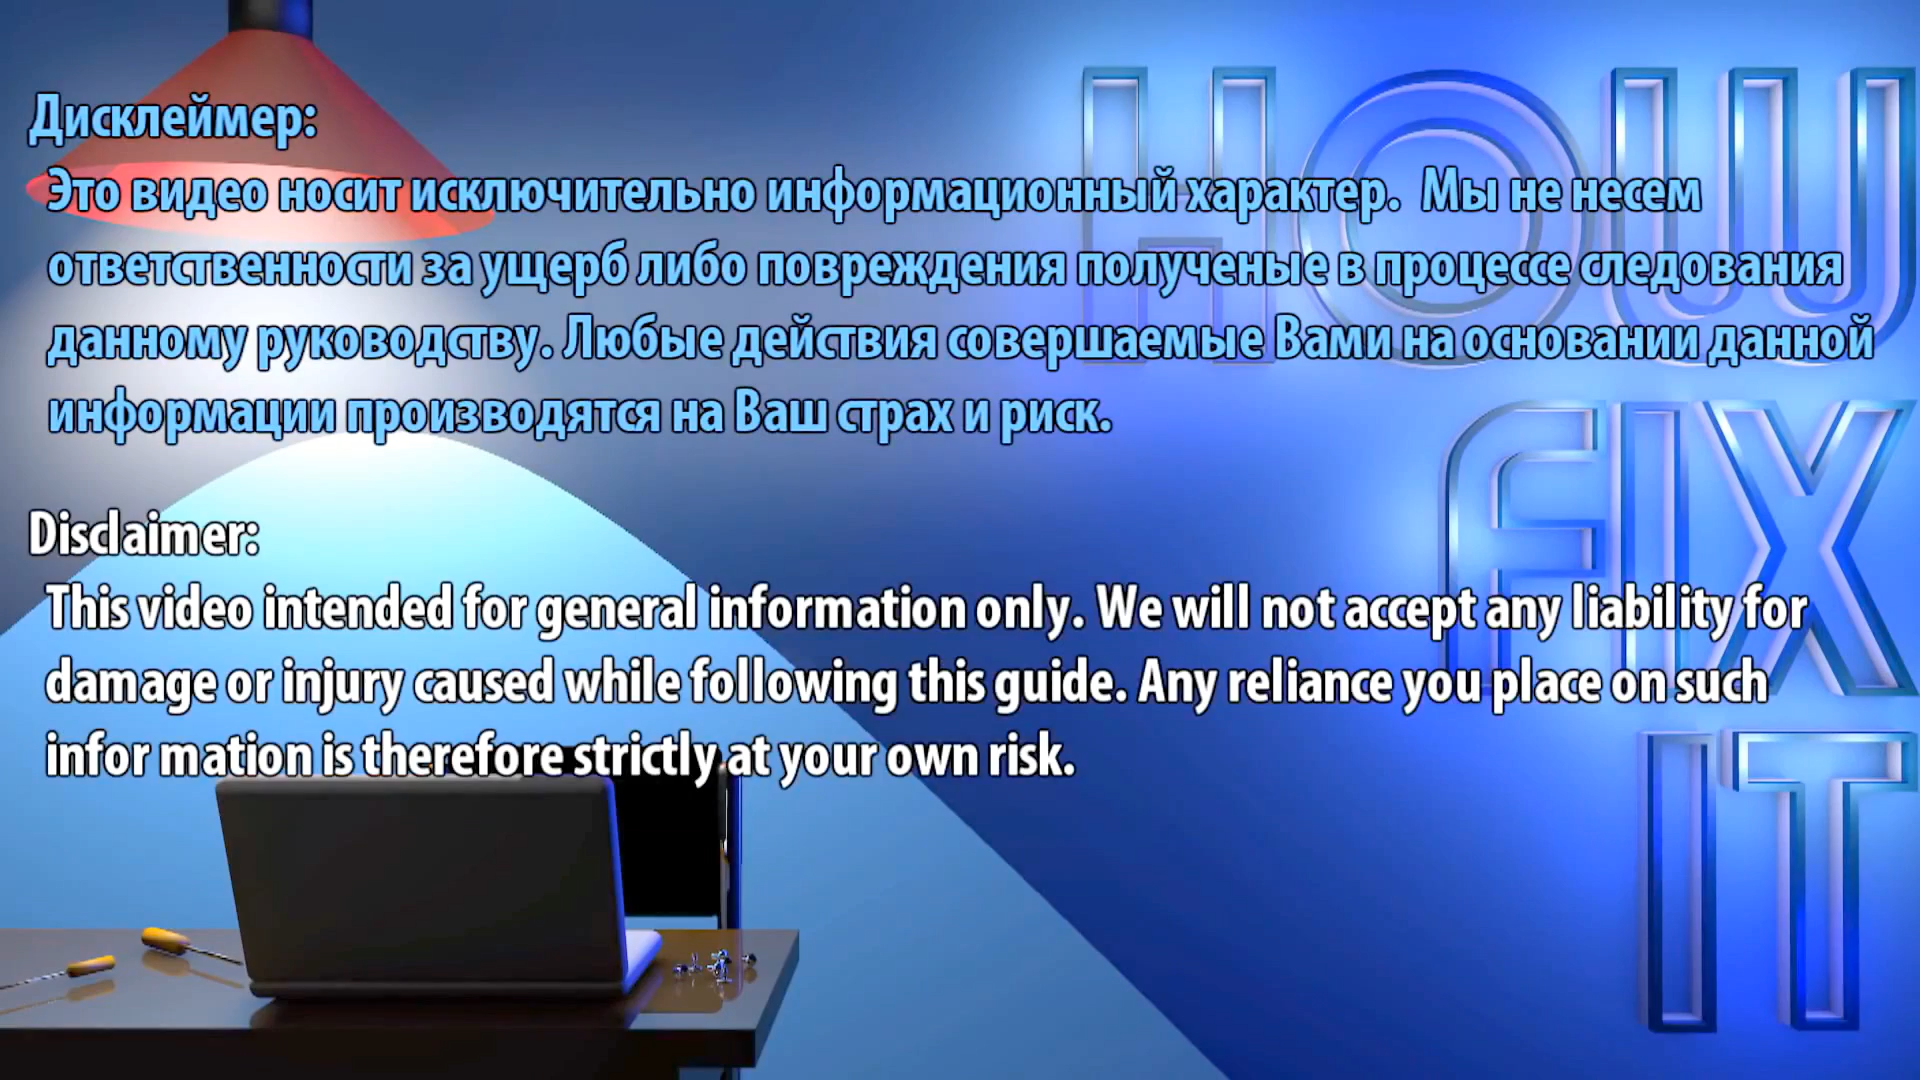 HOW
FIX
IT
Дисклеймер:
Это видео носит исключительно информационный характер. Мы не несем
ответственности за ущерб либо повреждения полученые в процессе следования
данному руководству. Любые действия совершаемые Вами на основании данной
информации производятся на Ваш страх и риск.
Disclaimer:
This video intended for general information only. We will not accept any liability for
damage or injury caused while following this guide. Any reliance you place on such
infor mation is therefore strictly at your own risk.